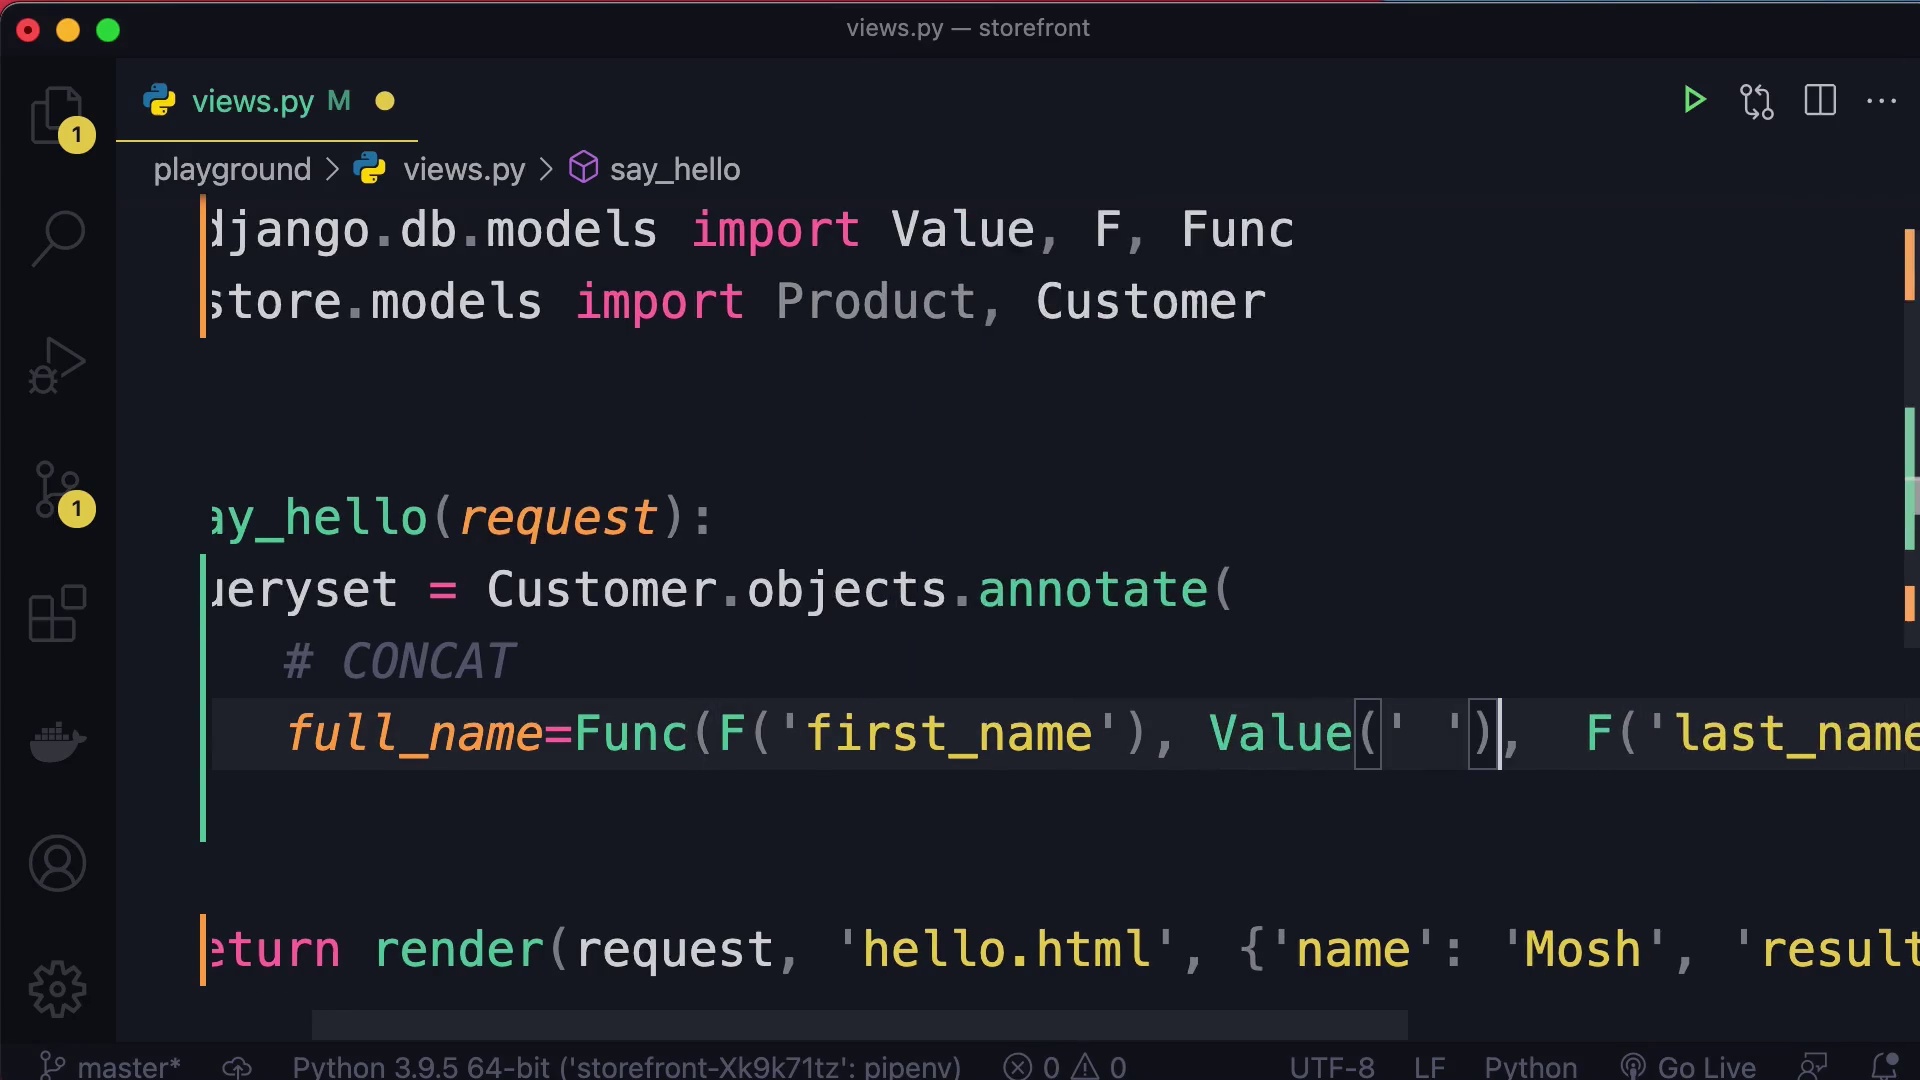 views.py — storefront
views.py M
1
playground > views.py > say_hello
django.db.models import Value, F, Func
store.models import Product, Customer
ay_hello(request):
ueryset = Customer.objects.annotate(
# CONCAT
full_name=Func(F('first_name'), Value(' '),  F('last_name
1
eturn render(request, 'hello.html', {'name': 'Mosh', 'result
master* Python 3.9.5 64-bit ('storefront-Xk9k71tz': pipenv) 0 0 UTF-8 LF Python Go Live